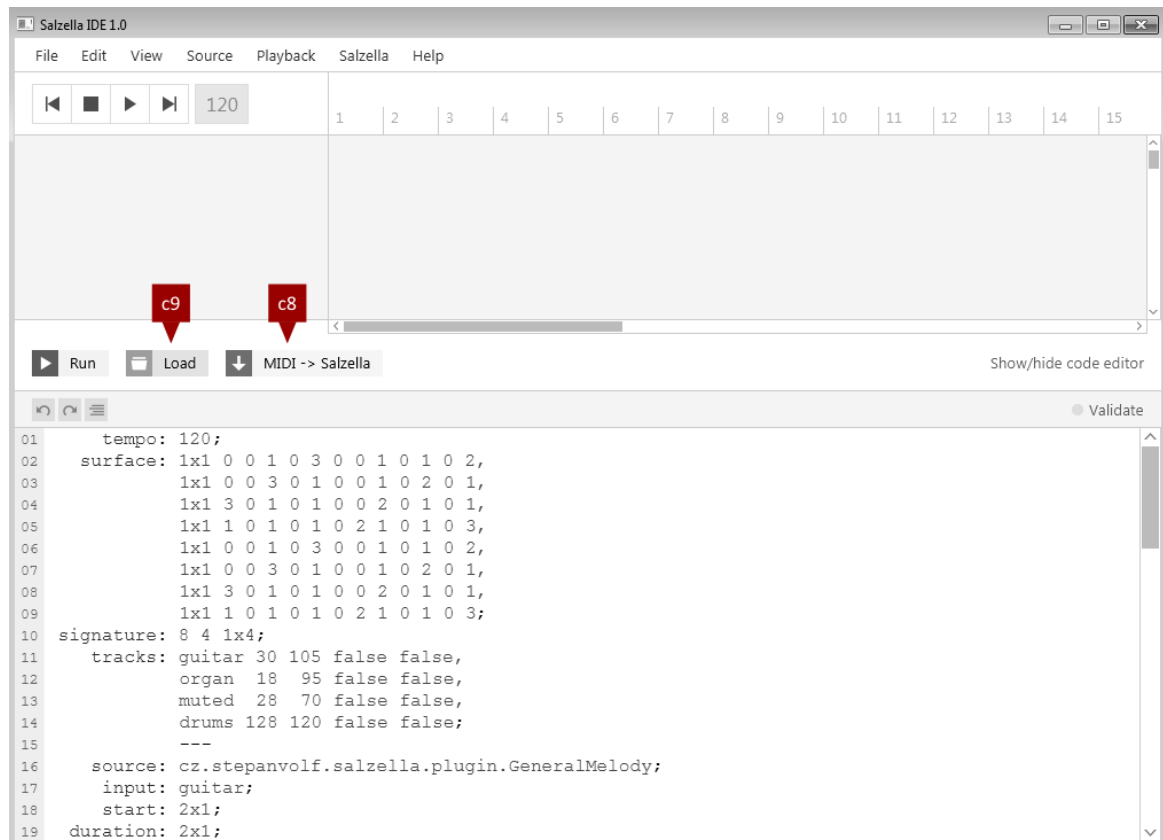 Salzella IDE 1.0
File Edit View Source Playback Salzella Help
120
1 2 3 4 5 6 7 8 9 10 11 12 13 14 15
c9 c8
Run Load MIDI -> Salzella Show/hide code editor
Validate
01 tempo: 120;
02 surface: 1x1 0 0 1 0 3 0 0 1 0 1 0 2,
03 1x1 0 0 3 0 1 0 0 1 0 2 0 1,
04 1x1 3 0 1 0 1 0 0 2 0 1 0 1,
05 1x1 1 0 1 0 1 0 2 1 0 1 0 3,
06 1x1 0 0 1 0 3 0 0 1 0 1 0 2,
07 1x1 0 0 3 0 1 0 0 1 0 2 0 1,
08 1x1 3 0 1 0 1 0 0 2 0 1 0 1,
09 1x1 1 0 1 0 1 0 2 1 0 1 0 3;
10 signature: 8 4 1x4;
11 tracks: guitar 30 105 false false,
12 organ 18 95 false false,
13 muted 28 70 false false,
14 drums 128 120 false false;
15 ---
16 source: cz.stepanvolf.salzella.plugin.GeneralMelody;
17 input: guitar;
18 start: 2x1;
19 duration: 2x1;